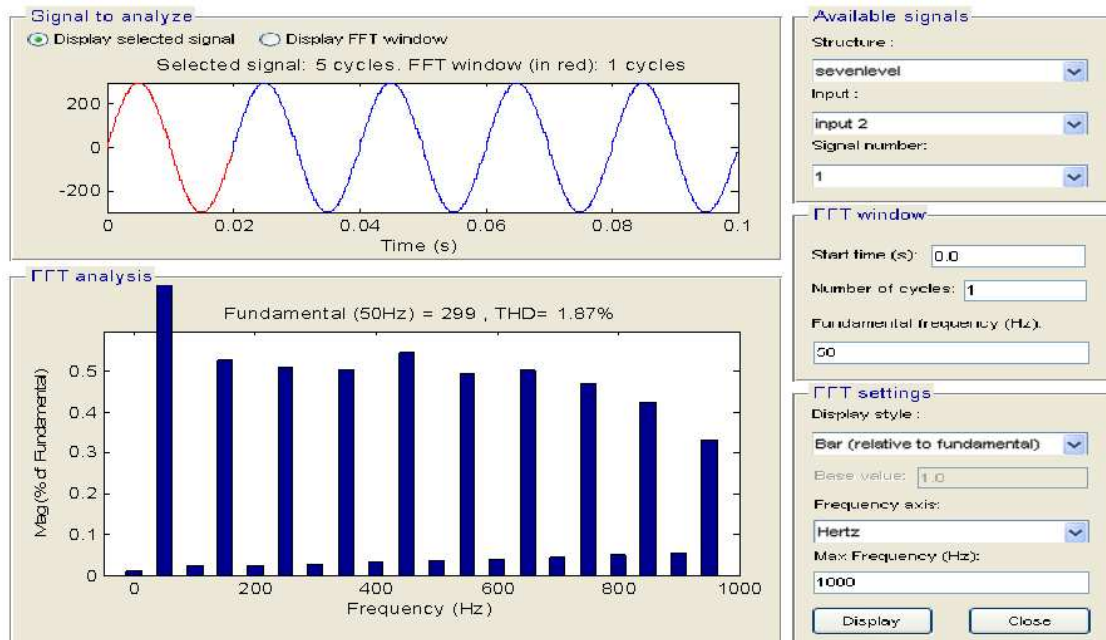 Signal to analyze
Display selected signal Display FFT window
Selected signal: 5 cycles. FFT window (in red): 1 cycles
200
0
-200
0 0.02 0.04 0.06 0.08 0.1
Time (s)
FFT analysis
Fundamental (50Hz) = 299 , THD= 1.87%
Mag (% of Fundamental)
0.5
0.4
0.3
0.2
0.1
0
0 200 400 600 800 1000
Frequency (Hz)
Available signals
Structure :
sevenlevel
Input :
input 2
Signal number:
1
FFT window
Start time (s): 0.0
Number of cycles: 1
Fundamental frequency (Hz):
50
FFT settings
Display style :
Bar (relative to fundamental)
Base value: 1.0
Frequency axis:
Hertz
Max Frequency (Hz):
1000
Display Close